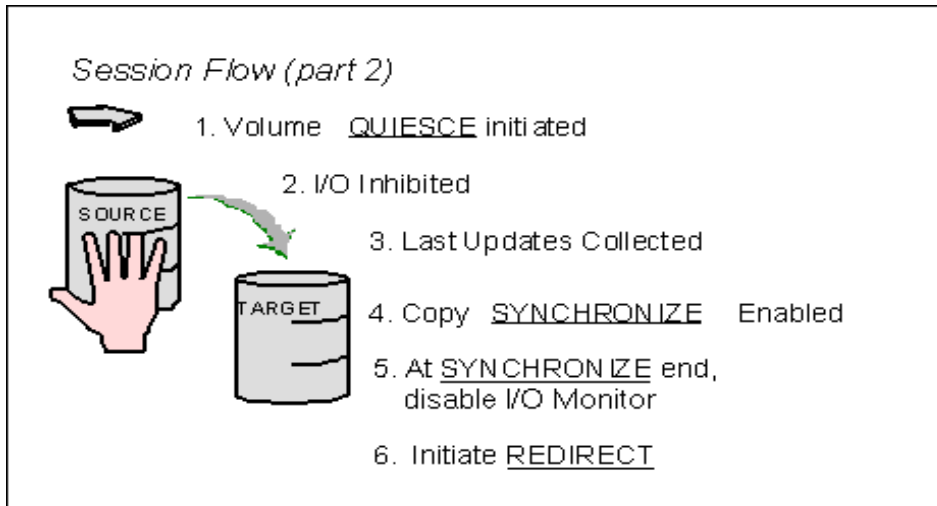 Session Flow (part 2)
1. Volume QUIESCE initiated
2. I/O Inhibited
SOURCE
3. Last Updates Collected
TARGET
4. Copy SYNCHRONIZE Enabled
5. At SYNCHRONIZE end,
disable I/O Monitor
6. Initiate REDIRECT